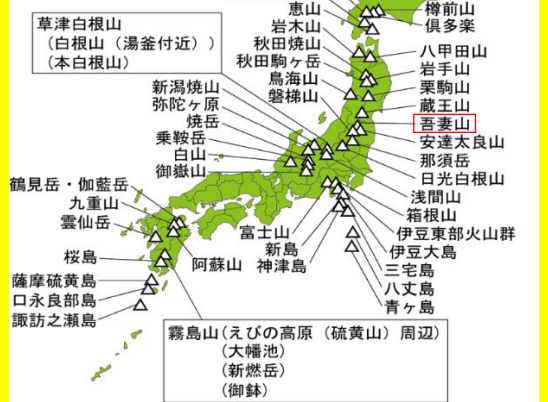 恵山
樽前山
倶多楽
岩木山
秋田焼山
秋田駒ヶ岳
鳥海山
磐梯山
八甲田山
岩手山
栗駒山
蔵王山
吾妻山
安達太良山
那須岳
日光白根山
浅間山
箱根山
伊豆東部火山群
伊豆大島
三宅島
八丈島
青ヶ島
草津白根山
(白根山(湯釜付近))
(本白根山)
新潟焼山
弥陀ヶ原
焼岳
乗鞍岳
白山
御嶽山
富士山
新島
神津島
鶴見岳・伽藍岳
九重山
雲仙岳
阿蘇山
桜島
薩摩硫黄島
口永良部島
諏訪之瀬島
霧島山(えびの高原(硫黄山)周辺)
(大幡池)
(新燃岳)
(御鉢)